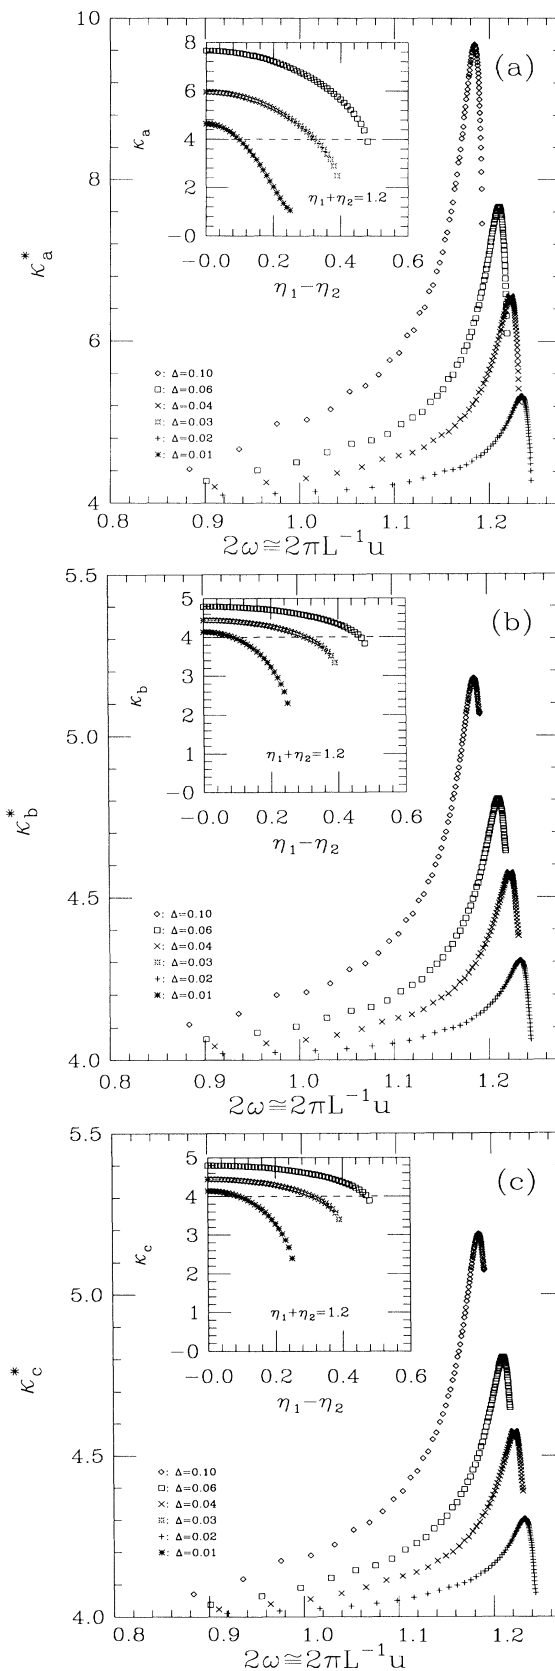 (a)
10
8
6
4
κ*a
8
6
4
2
−0
κa
η1+η2=1.2
−0.0 0.2 0.4 0.6
η1−η2
◇: Δ=0.10
□: Δ=0.06
×: Δ=0.04
※: Δ=0.03
+: Δ=0.02
✱: Δ=0.01
0.8 0.9 1.0 1.1 1.2
2ω≅2πL⁻¹u
(b)
5.5
5.0
4.5
4.0
κ*b
5
4
3
2
1
−0
κb
η1+η2=1.2
−0.0 0.2 0.4 0.6
η1−η2
◇: Δ=0.10
□: Δ=0.06
×: Δ=0.04
※: Δ=0.03
+: Δ=0.02
✱: Δ=0.01
0.8 0.9 1.0 1.1 1.2
2ω≅2πL⁻¹u
(c)
5.5
5.0
4.5
4.0
κ*c
5
4
3
2
1
−0
κc
η1+η2=1.2
−0.0 0.2 0.4 0.6
η1−η2
◇: Δ=0.10
□: Δ=0.06
×: Δ=0.04
※: Δ=0.03
+: Δ=0.02
✱: Δ=0.01
0.8 0.9 1.0 1.1 1.2
2ω≅2πL⁻¹u